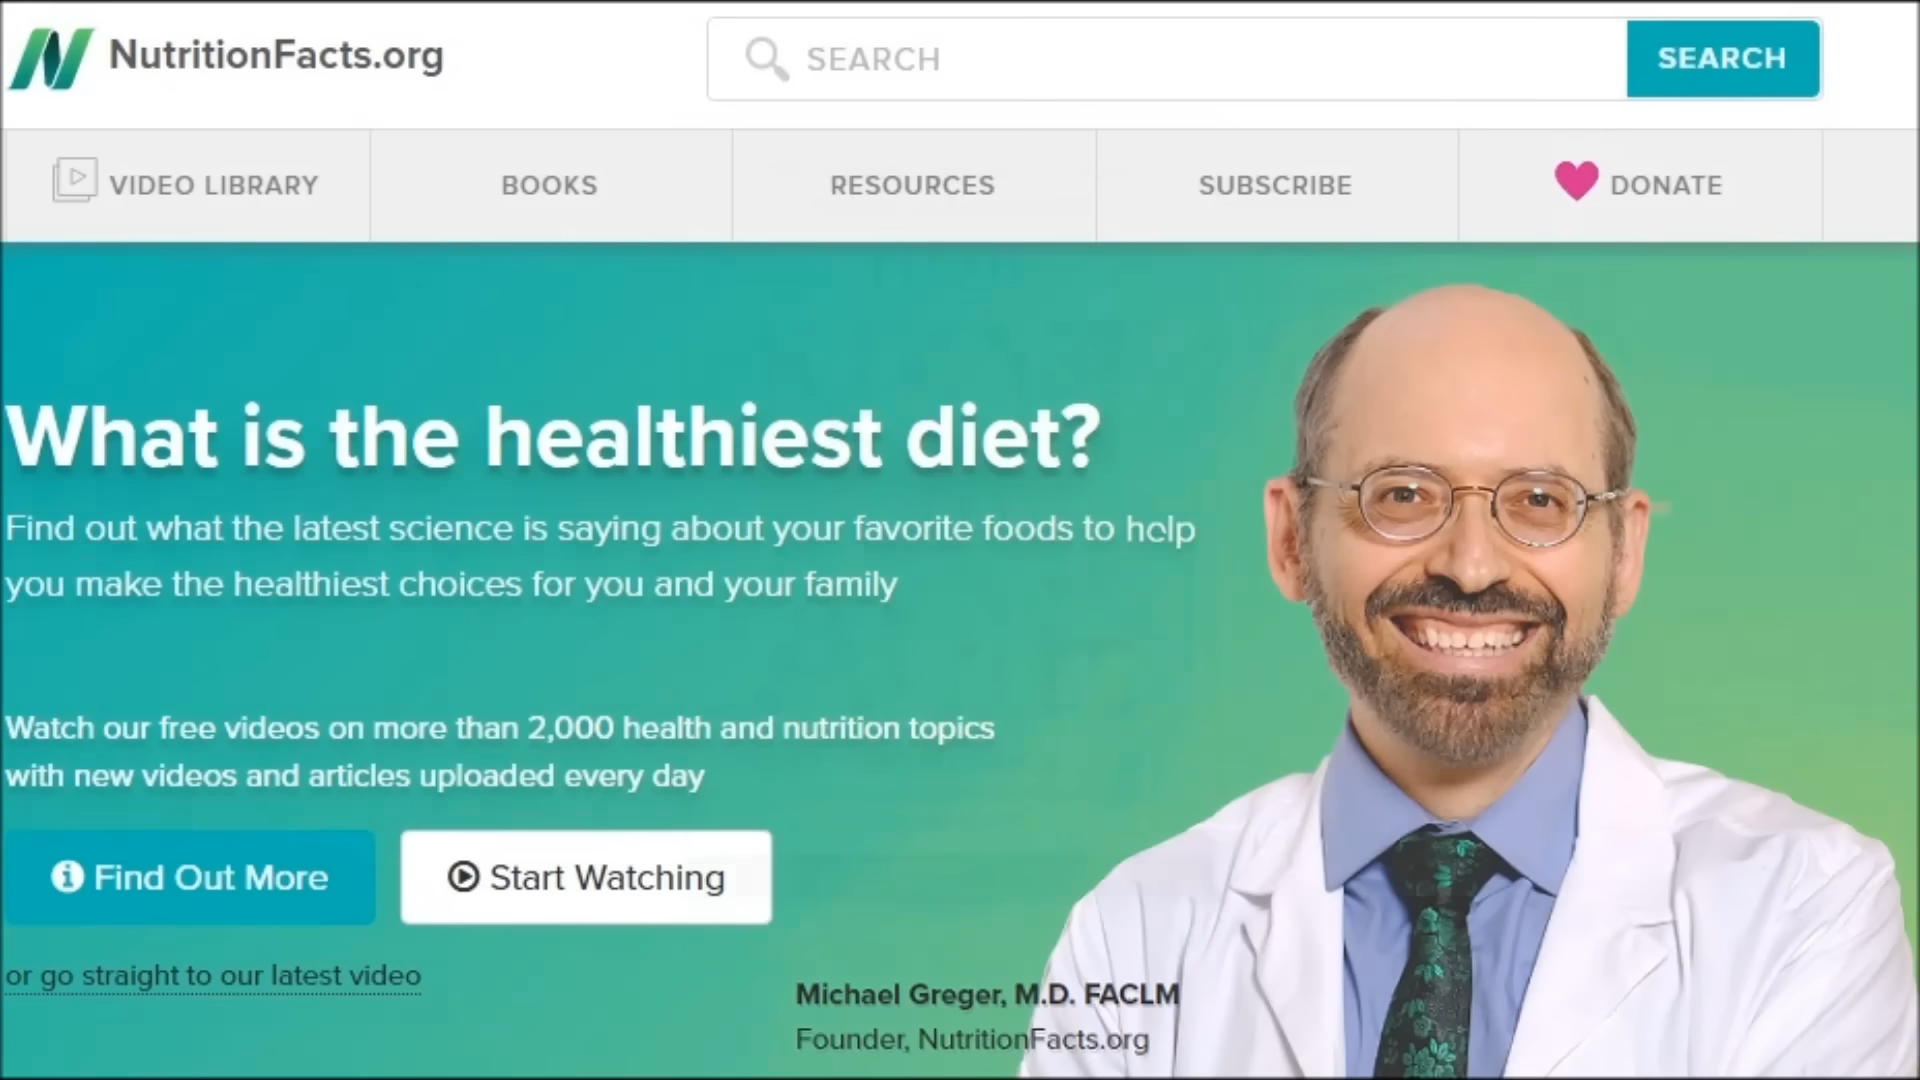 NutritionFacts.org
SEARCH
SEARCH
VIDEO LIBRARY
BOOKS
RESOURCES
SUBSCRIBE
DONATE
What is the healthiest diet?
Find out what the latest science is saying about your favorite foods to help
you make the healthiest choices for you and your family
Watch our free videos on more than 2,000 health and nutrition topics
with new videos and articles uploaded every day
Find Out More
Start Watching
or go straight to our latest video
Michael Greger, M.D. FACLM
Founder, NutritionFacts.org